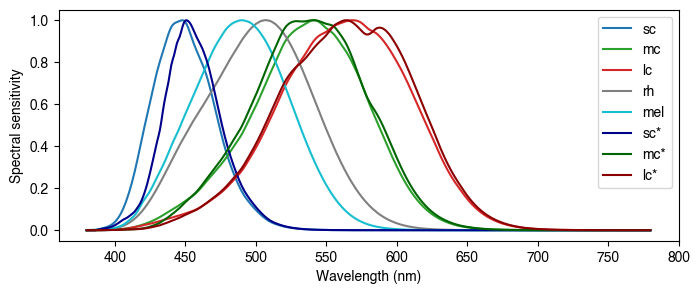 1.0
0.8
0.6
0.4
0.2
0.0
Spectral sensitivity
400 450 500 550 600 650 700 750 800
Wavelength (nm)
sc
mc
lc
rh
mel
sc*
mc*
lc*